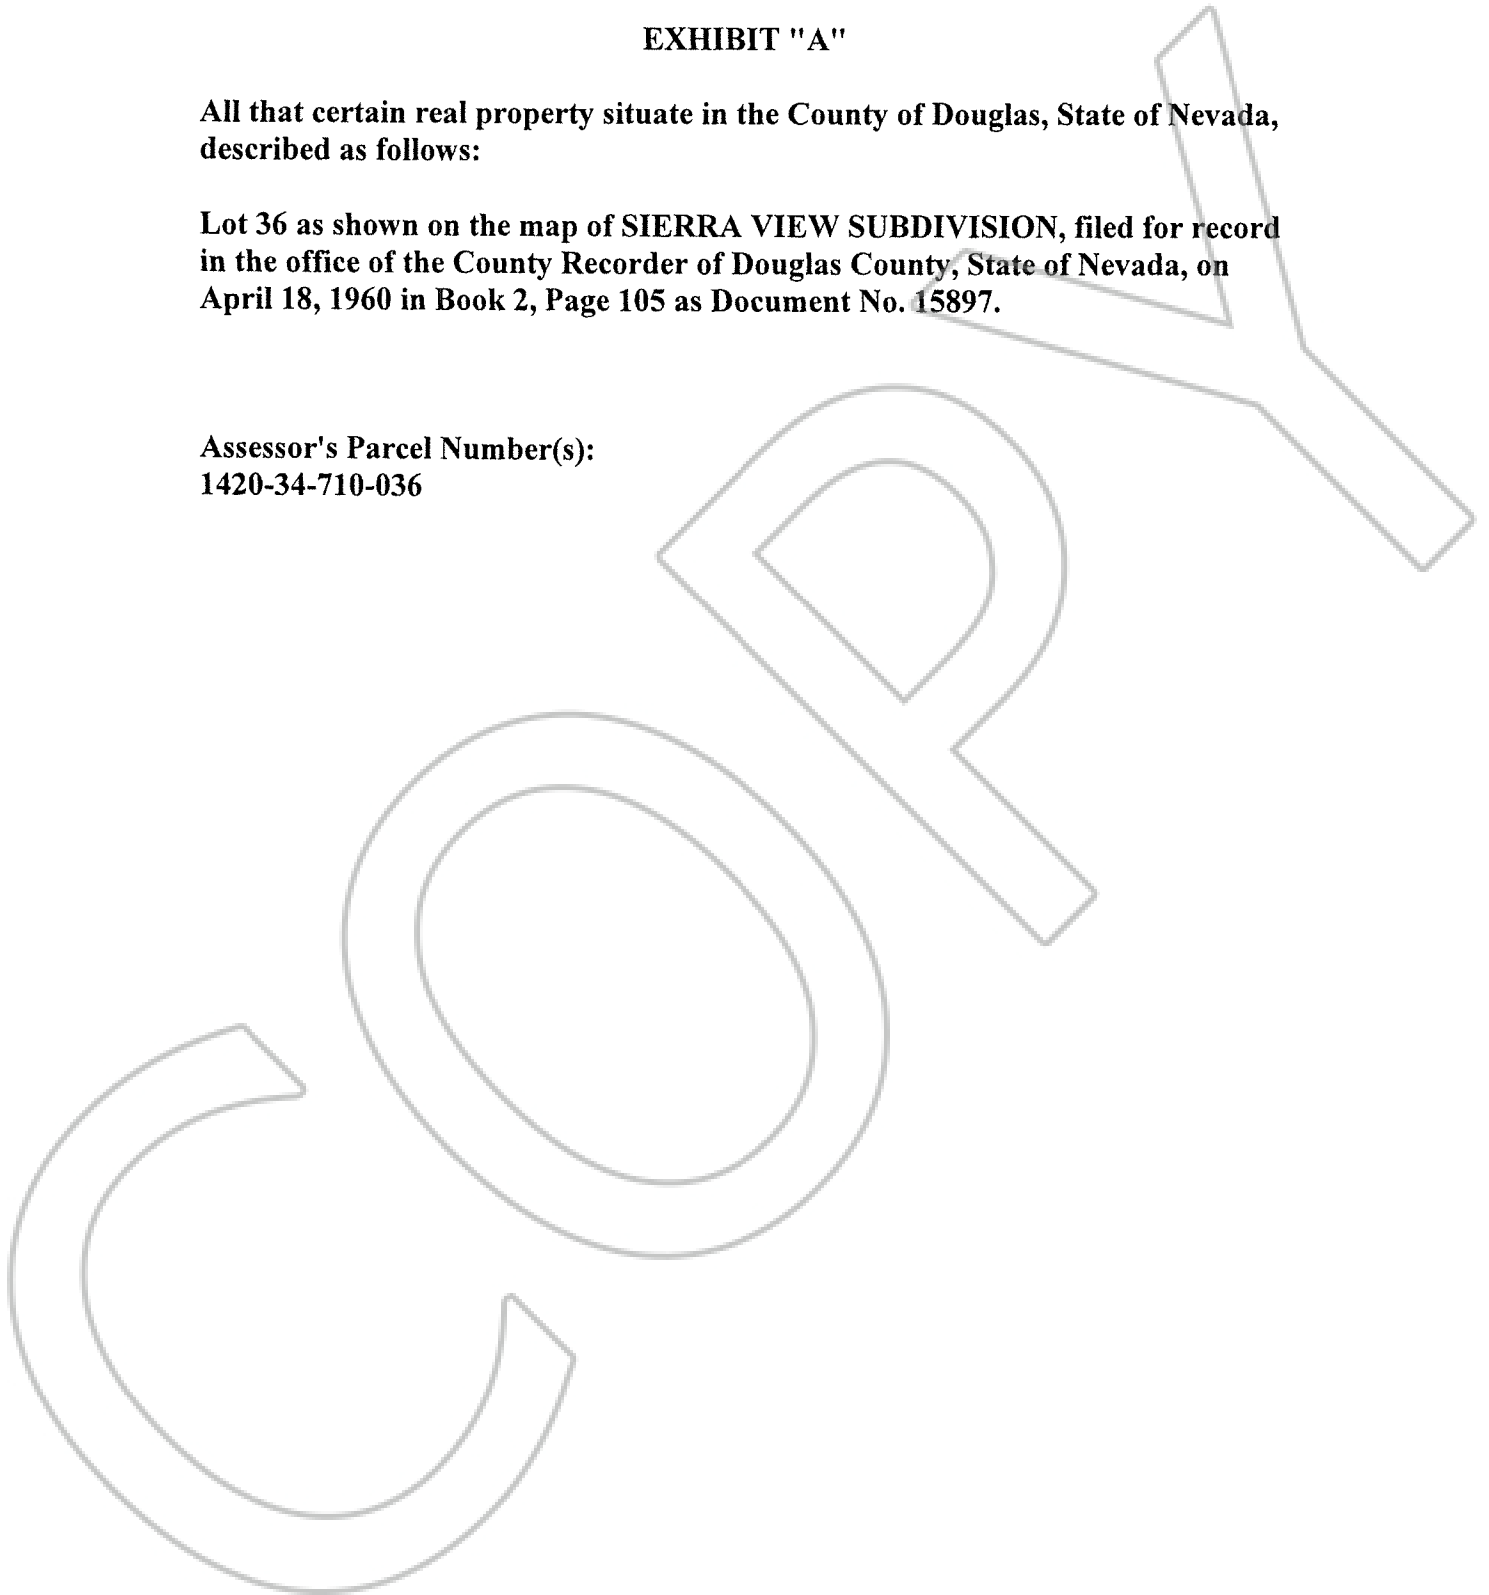 EXHIBIT "A"
All that certain real property situate in the County of Douglas, State of Nevada,
described as follows:
Lot 36 as shown on the map of SIERRA VIEW SUBDIVISION, filed for record
in the office of the County Recorder of Douglas County, State of Nevada, on
April 18, 1960 in Book 2, Page 105 as Document No. 15897.
Assessor's Parcel Number(s):
1420-34-710-036
COPY